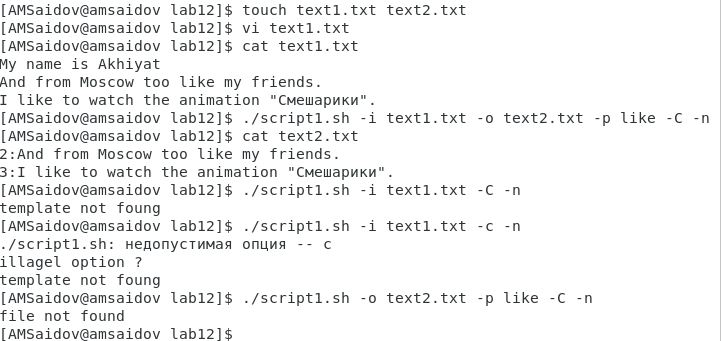 [AMSaidov@amsaidov lab12]$ touch text1.txt text2.txt
[AMSaidov@amsaidov lab12]$ vi text1.txt
[AMSaidov@amsaidov lab12]$ cat text1.txt
My name is Akhiyat
And from Moscow too like my friends.
I like to watch the animation "Смешарики".
[AMSaidov@amsaidov lab12]$ ./script1.sh -i text1.txt -o text2.txt -p like -C -n
[AMSaidov@amsaidov lab12]$ cat text2.txt
2:And from Moscow too like my friends.
3:I like to watch the animation "Смешарики".
[AMSaidov@amsaidov lab12]$ ./script1.sh -i text1.txt -C -n
template not foung
[AMSaidov@amsaidov lab12]$ ./script1.sh -i text1.txt -c -n
./script1.sh: недопустимая опция -- c
illagel option ?
template not foung
[AMSaidov@amsaidov lab12]$ ./script1.sh -o text2.txt -p like -C -n
file not found
[AMSaidov@amsaidov lab12]$